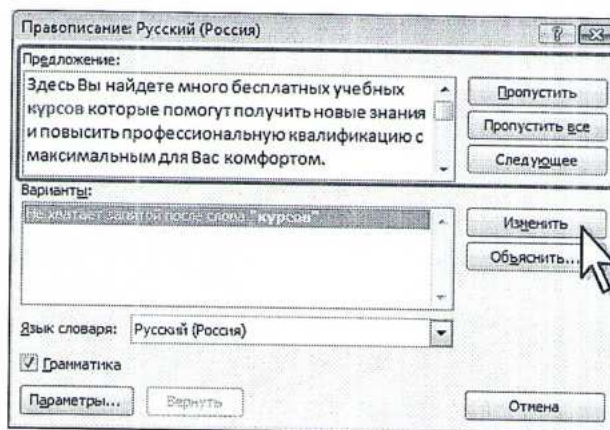 Правописание: Русский (Россия)
Предложение:
Здесь Вы найдете много бесплатных учебных
курсов которые помогут получить новые знания
и повысить профессиональную квалификацию с
максимальным для Вас комфортом.
Пропустить
Пропустить все
Следующее
Варианты:
Не хватает запятой после слова "курсов"
Изменить
Объяснить...
Язык словаря: Русский (Россия)
Грамматика
Параметры...
Вернуть
Отмена